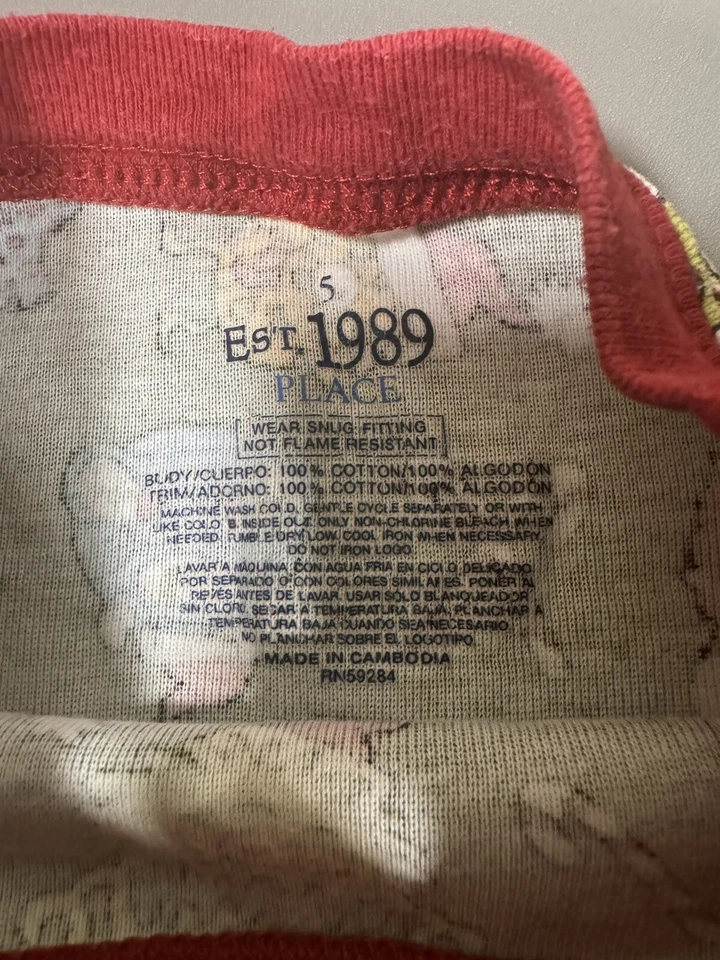 5
EST. 1989
PLACE
WEAR SNUG FITTING
NOT FLAME RESISTANT
BODY/CUERPO: 100% COTTON/100% ALGODÓN
TRIM/ADORNO: 100% COTTON/100% ALGODÓN
MACHINE WASH COLD, GENTLE CYCLE SEPARATELY OR WITH
LIKE COLORS. INSIDE OUT. ONLY NON-CHLORINE BLEACH WHEN
NEEDED. TUMBLE DRY LOW. COOL IRON WHEN NECESSARY.
DO NOT IRON LOGO
LAVAR A MÁQUINA CON AGUA FRIA EN CICLO DELICADO
POR SEPARADO O CON COLORES SIMILARES. PONER AL
REVÉS ANTES DE LAVAR. USAR SOLO BLANQUEADOR
SIN CLORO. SECAR A TEMPERATURA BAJA. PLANCHAR A
TEMPERATURA BAJA CUANDO SEA NECESARIO.
NO PLANCHAR SOBRE EL LOGOTIPO.
MADE IN CAMBODIA
RN59284